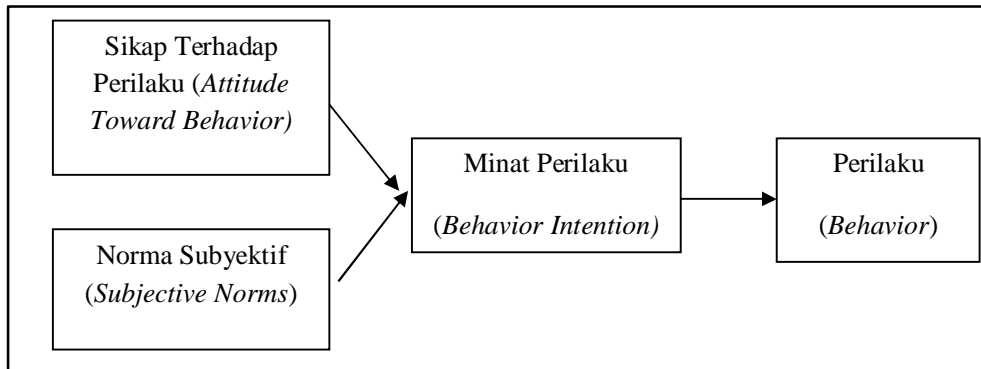 Sikap Terhadap
Perilaku (Attitude
Toward Behavior)
Norma Subyektif
(Subjective Norms)
Minat Perilaku
(Behavior Intention)
Perilaku
(Behavior)